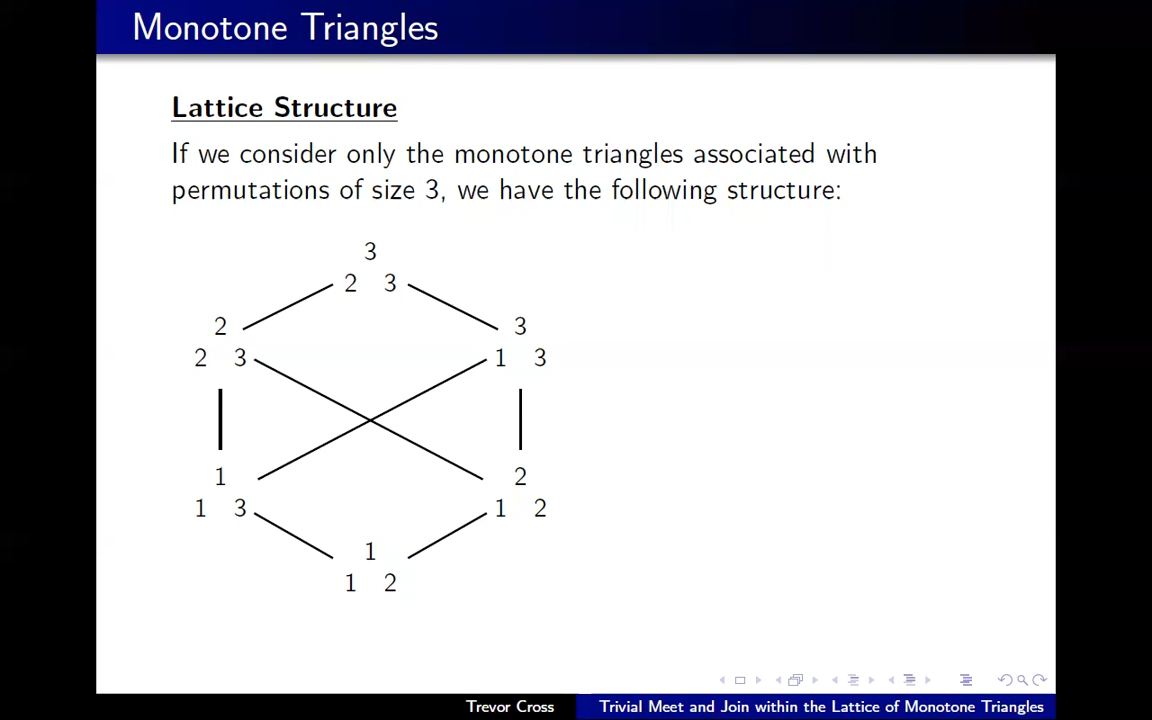 Monotone Triangles
Lattice Structure
If we consider only the monotone triangles associated with
permutations of size 3, we have the following structure:
3
2 3
2 3
2 3 1 3
1 2
1 3 1 2
1
1 2
Trevor Cross Trivial Meet and Join within the Lattice of Monotone Triangles